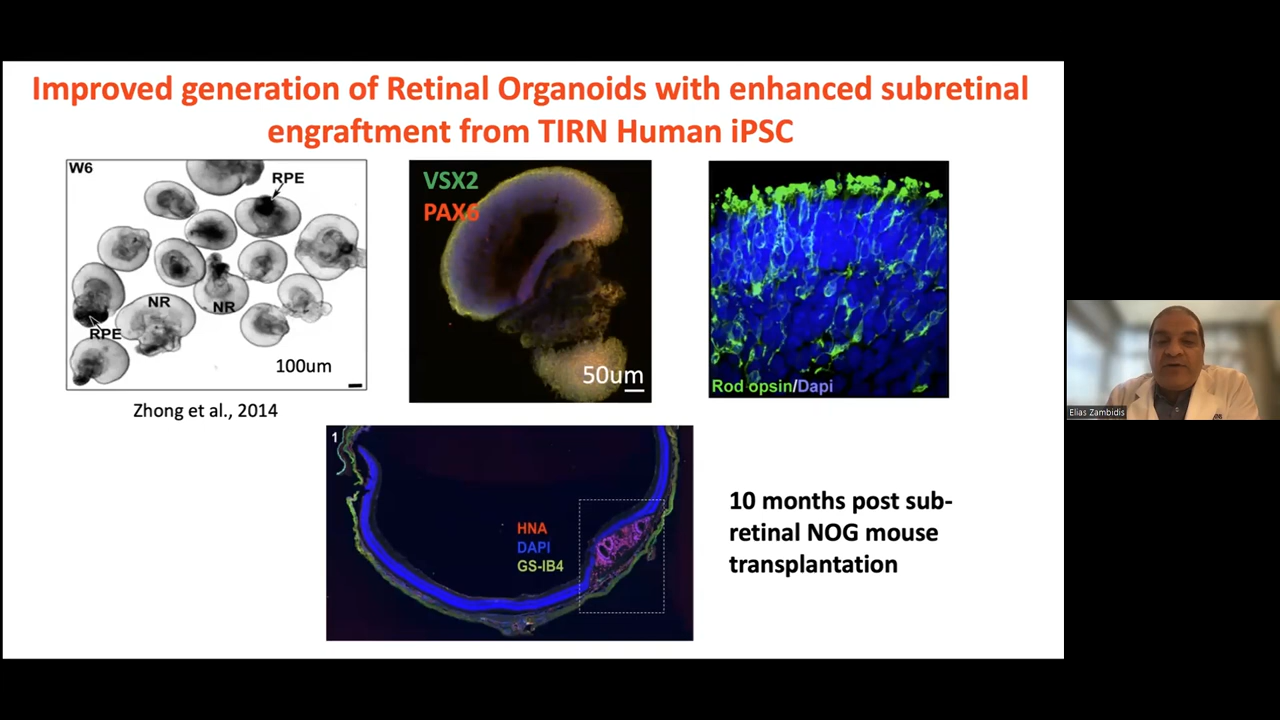 Improved generation of Retinal Organoids with enhanced subretinal
engraftment from TIRN Human iPSC
W6
RPE
NR
NR
RPE
100um
Zhong et al., 2014
VSX2
PAX6
50um
Rod opsin/Dapi
1
HNA
DAPI
GS-IB4
10 months post sub-
retinal NOG mouse
transplantation
Elias Zambidis